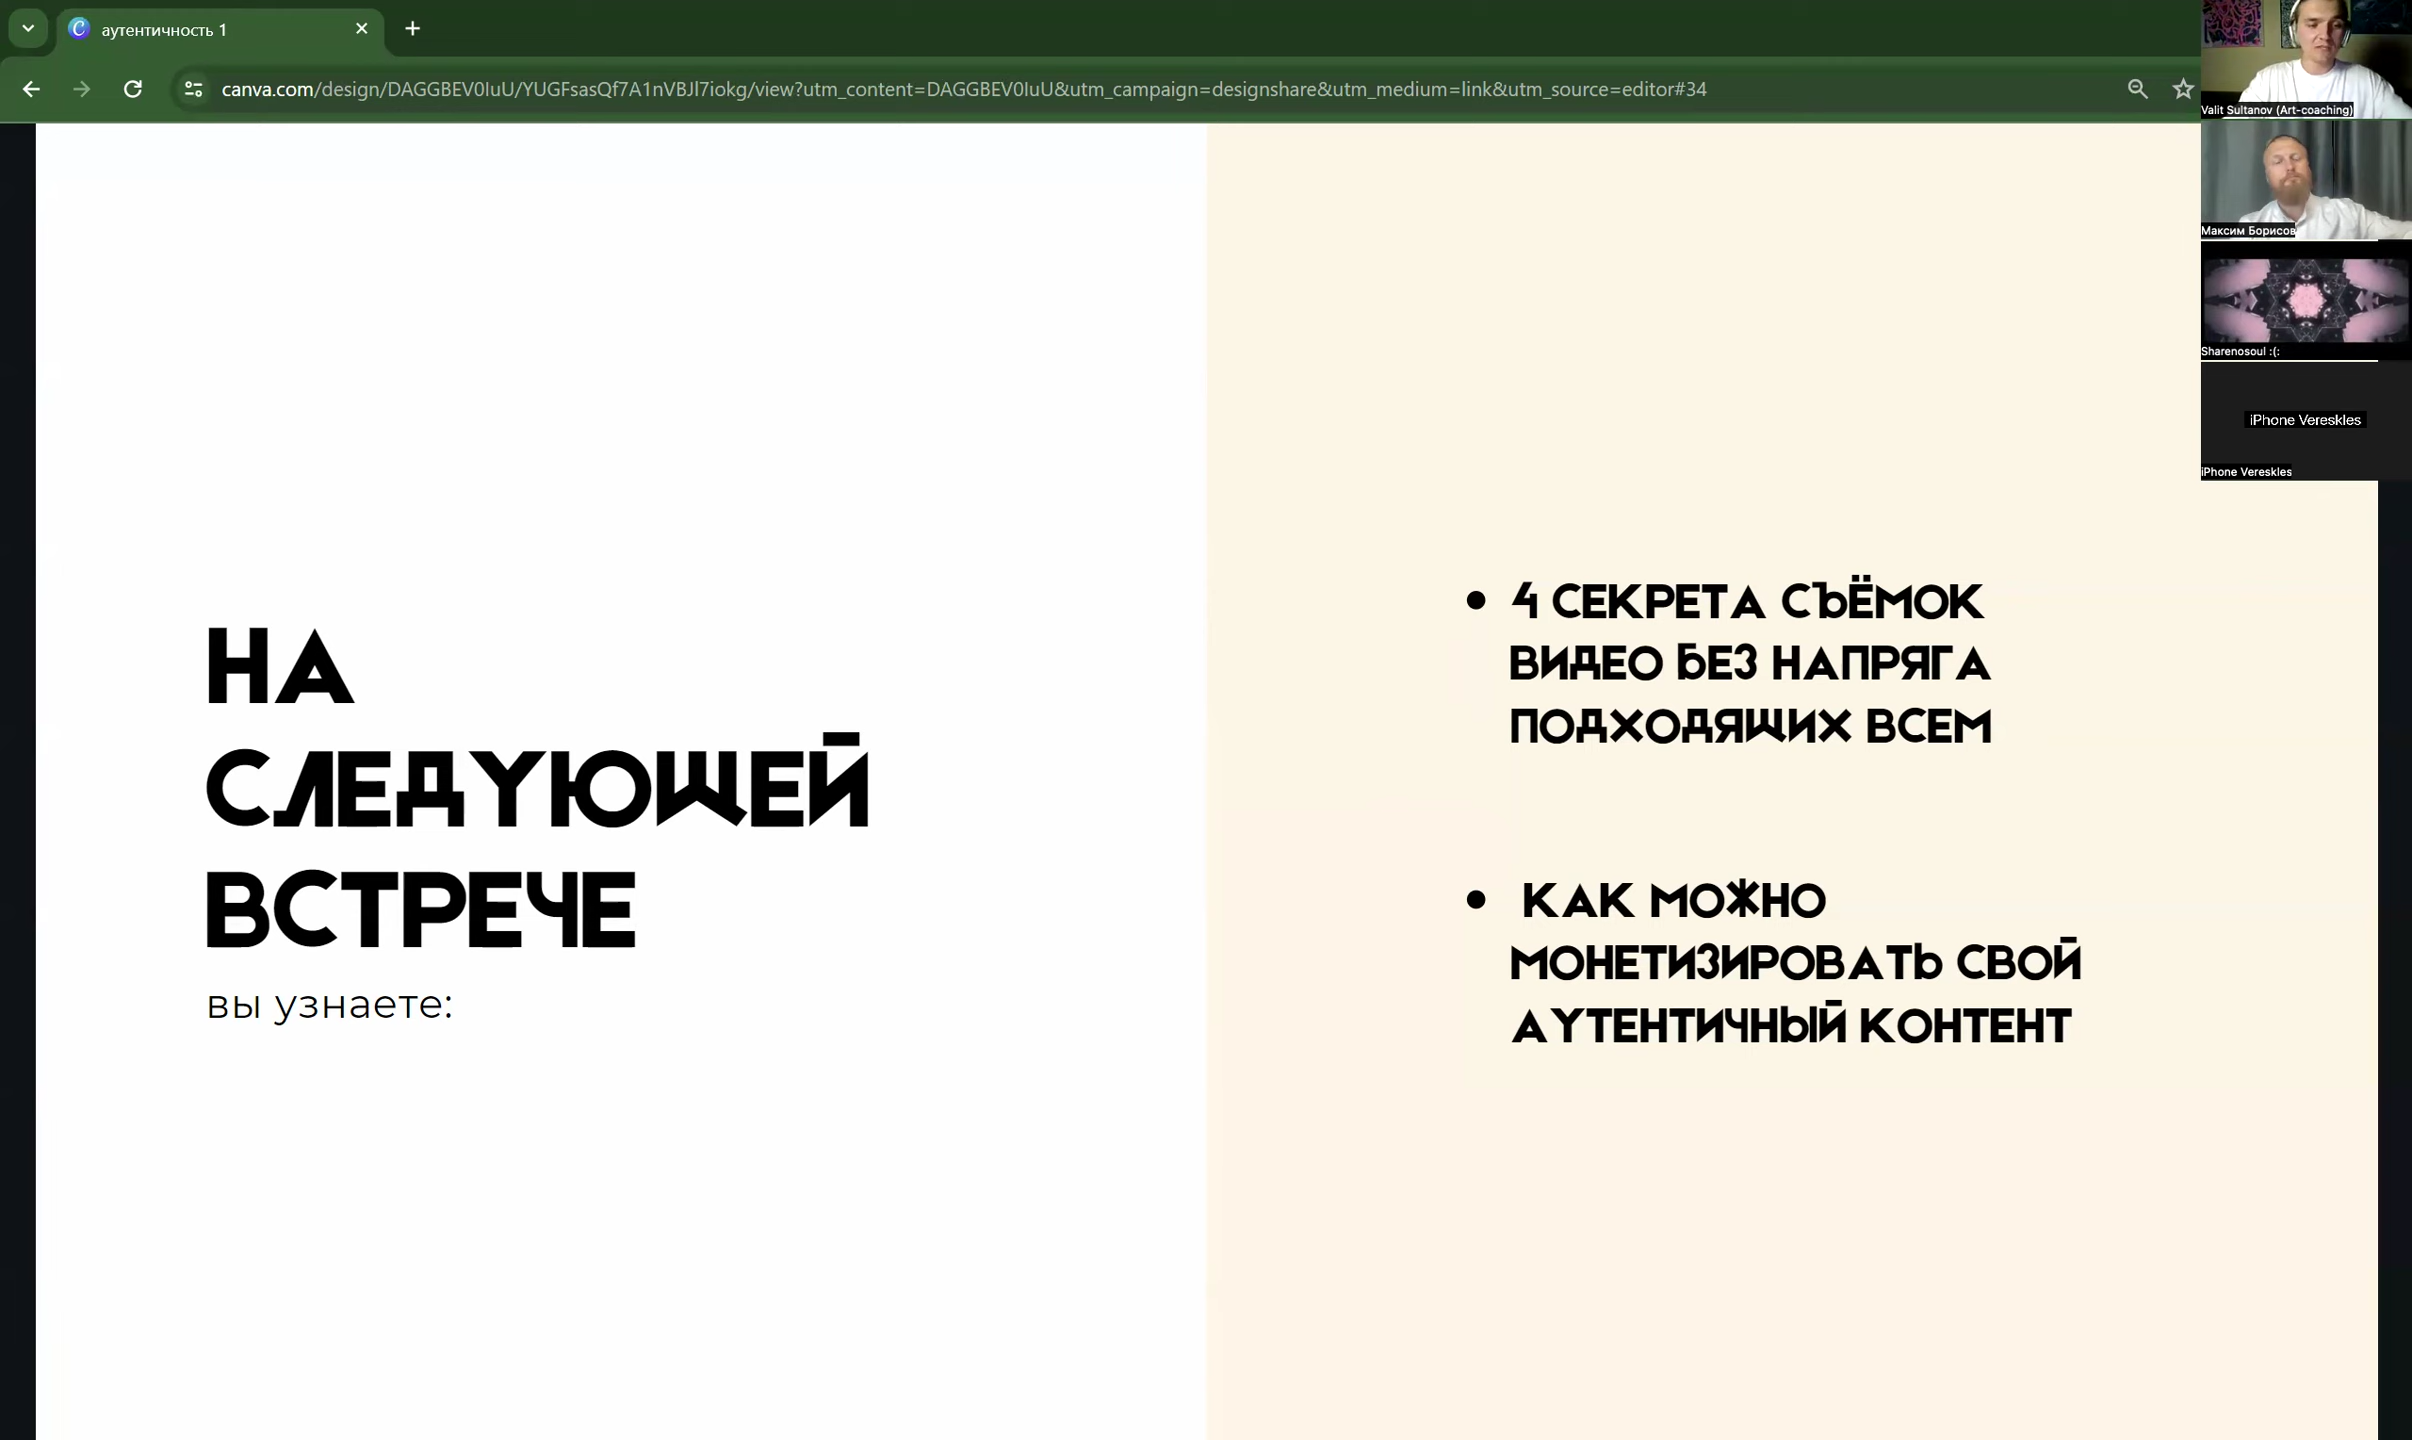 аутентичность 1
canva.com/design/DAGGBEV0IuU/YUGFsasQf7A1nVBJl7iokg/view?utm_content=DAGGBEV0IuU&utm_campaign=designshare&utm_medium=link&utm_source=editor#34
Valit Sultanov (Art-coaching)
Максим Борисов
Sharenosoul :(:
iPhone Vereskles
iPhone Vereskles
НА
СЛЕДУЮЩЕЙ
ВСТРЕЧЕ
вы узнаете:
• 4 СЕКРЕТА СЪЁМОК
ВИДЕО БЕЗ НАПРЯГА
ПОДХОДЯЩИХ ВСЕМ
• КАК МОЖНО
МОНЕТИЗИРОВАТЬ СВОЙ
АУТЕНТИЧНЫЙ КОНТЕНТ